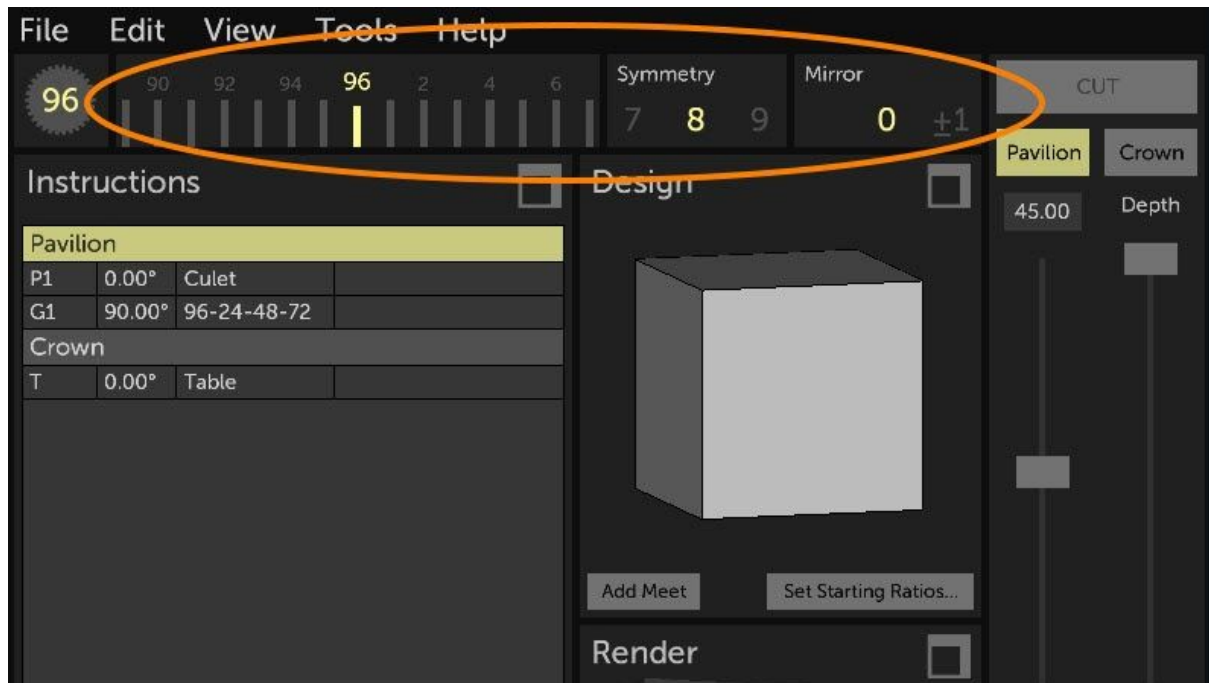 File Edit View Tools Help
96
90 92 94 96 2 4 6
Symmetry
7 8 9
Mirror
0 ±1
CUT
Pavilion Crown
45.00 Depth
Instructions
Pavilion
P1 0.00° Culet
G1 90.00° 96-24-48-72
Crown
T 0.00° Table
Design
Add Meet Set Starting Ratios...
Render